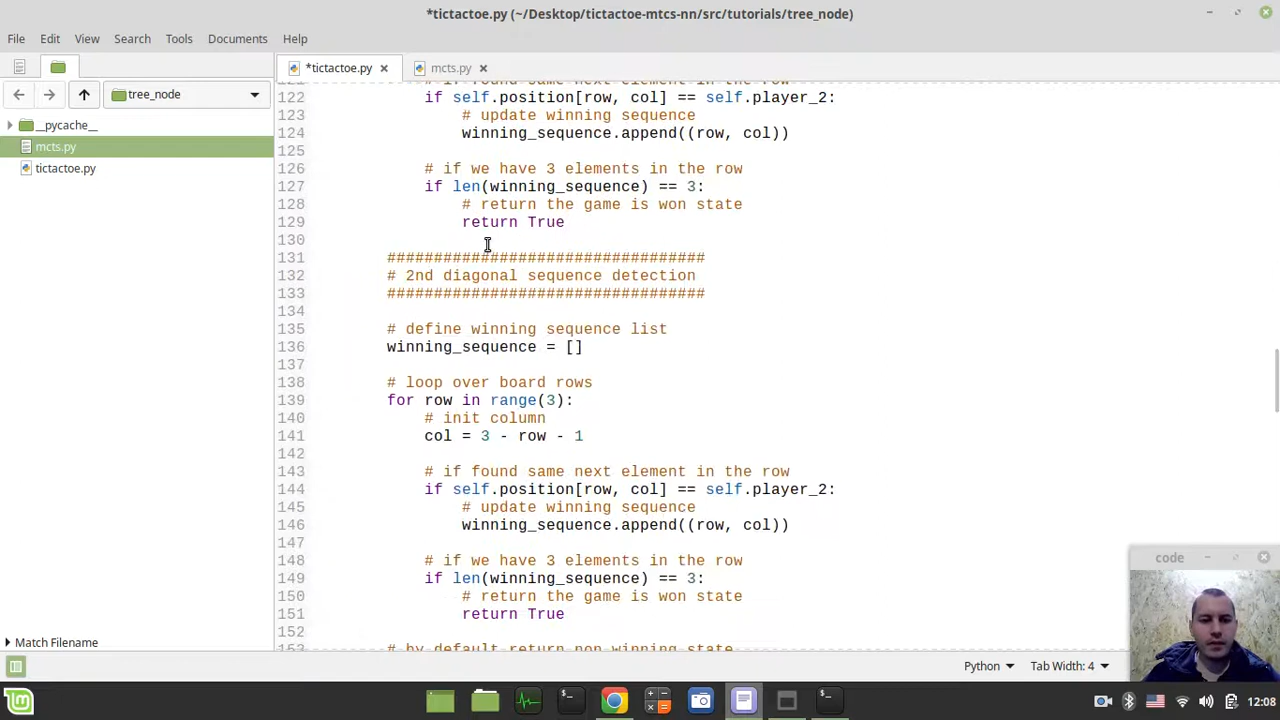 *tictactoe.py (~/Desktop/tictactoe-mtcs-nn/src/tutorials/tree_node)
File Edit View Search Tools Documents Help
*tictactoe.py
mcts.py
tree_node
__pycache__
mcts.py
tictactoe.py
122 if self.position[row, col] == self.player_2:
123 # update winning sequence
124 winning_sequence.append((row, col))
125
126 # if we have 3 elements in the row
127 if len(winning_sequence) == 3:
128 # return the game is won state
129 return True
130
131 ##################################
132 # 2nd diagonal sequence detection
133 ##################################
134
135 # define winning sequence list
136 winning_sequence = []
137
138 # loop over board rows
139 for row in range(3):
140 # init column
141 col = 3 - row - 1
142
143 # if found same next element in the row
144 if self.position[row, col] == self.player_2:
145 # update winning sequence
146 winning_sequence.append((row, col))
147
148 # if we have 3 elements in the row
149 if len(winning_sequence) == 3:
150 # return the game is won state
151 return True
152
# by default return non winning state
Match Filename
code
Python
Tab Width: 4
12:08